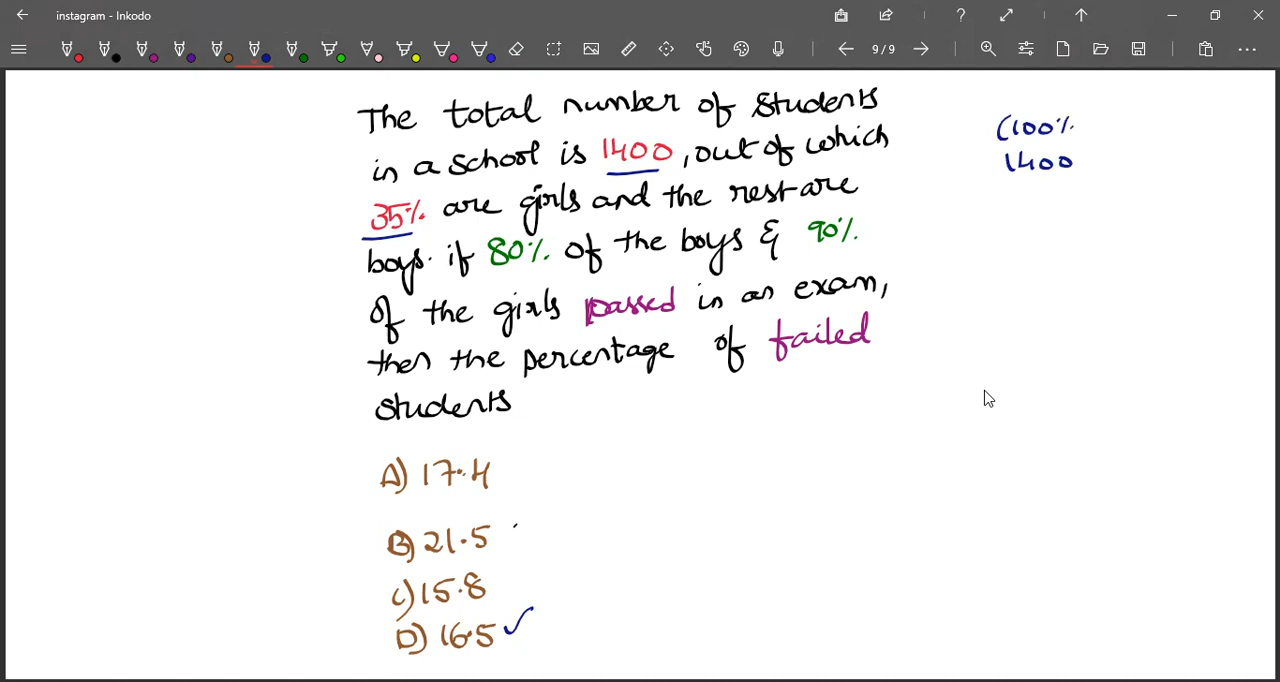 instagram - Inkodo
9/9
The total number of students
in a school is 1400, out of which
35% are girls and the rest are
boys. if 80% of the boys & 90%
of the girls passed in an exam,
then the percentage of failed
students
A) 17.4
B) 21.5
C) 15.8
D) 16.5 ✓
(100%
1400